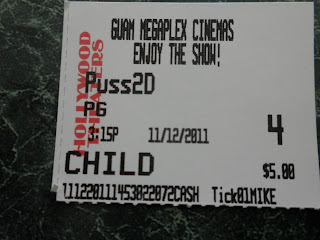 GUAM MEGAPLEX CINEMAS
ENJOY THE SHOW!
HOLLYWOOD
THEATERS
Puss2D
PG
3:15P 11/12/2011
4
CHILD
$5.00
111220111453022072CASH Tick01MIKE